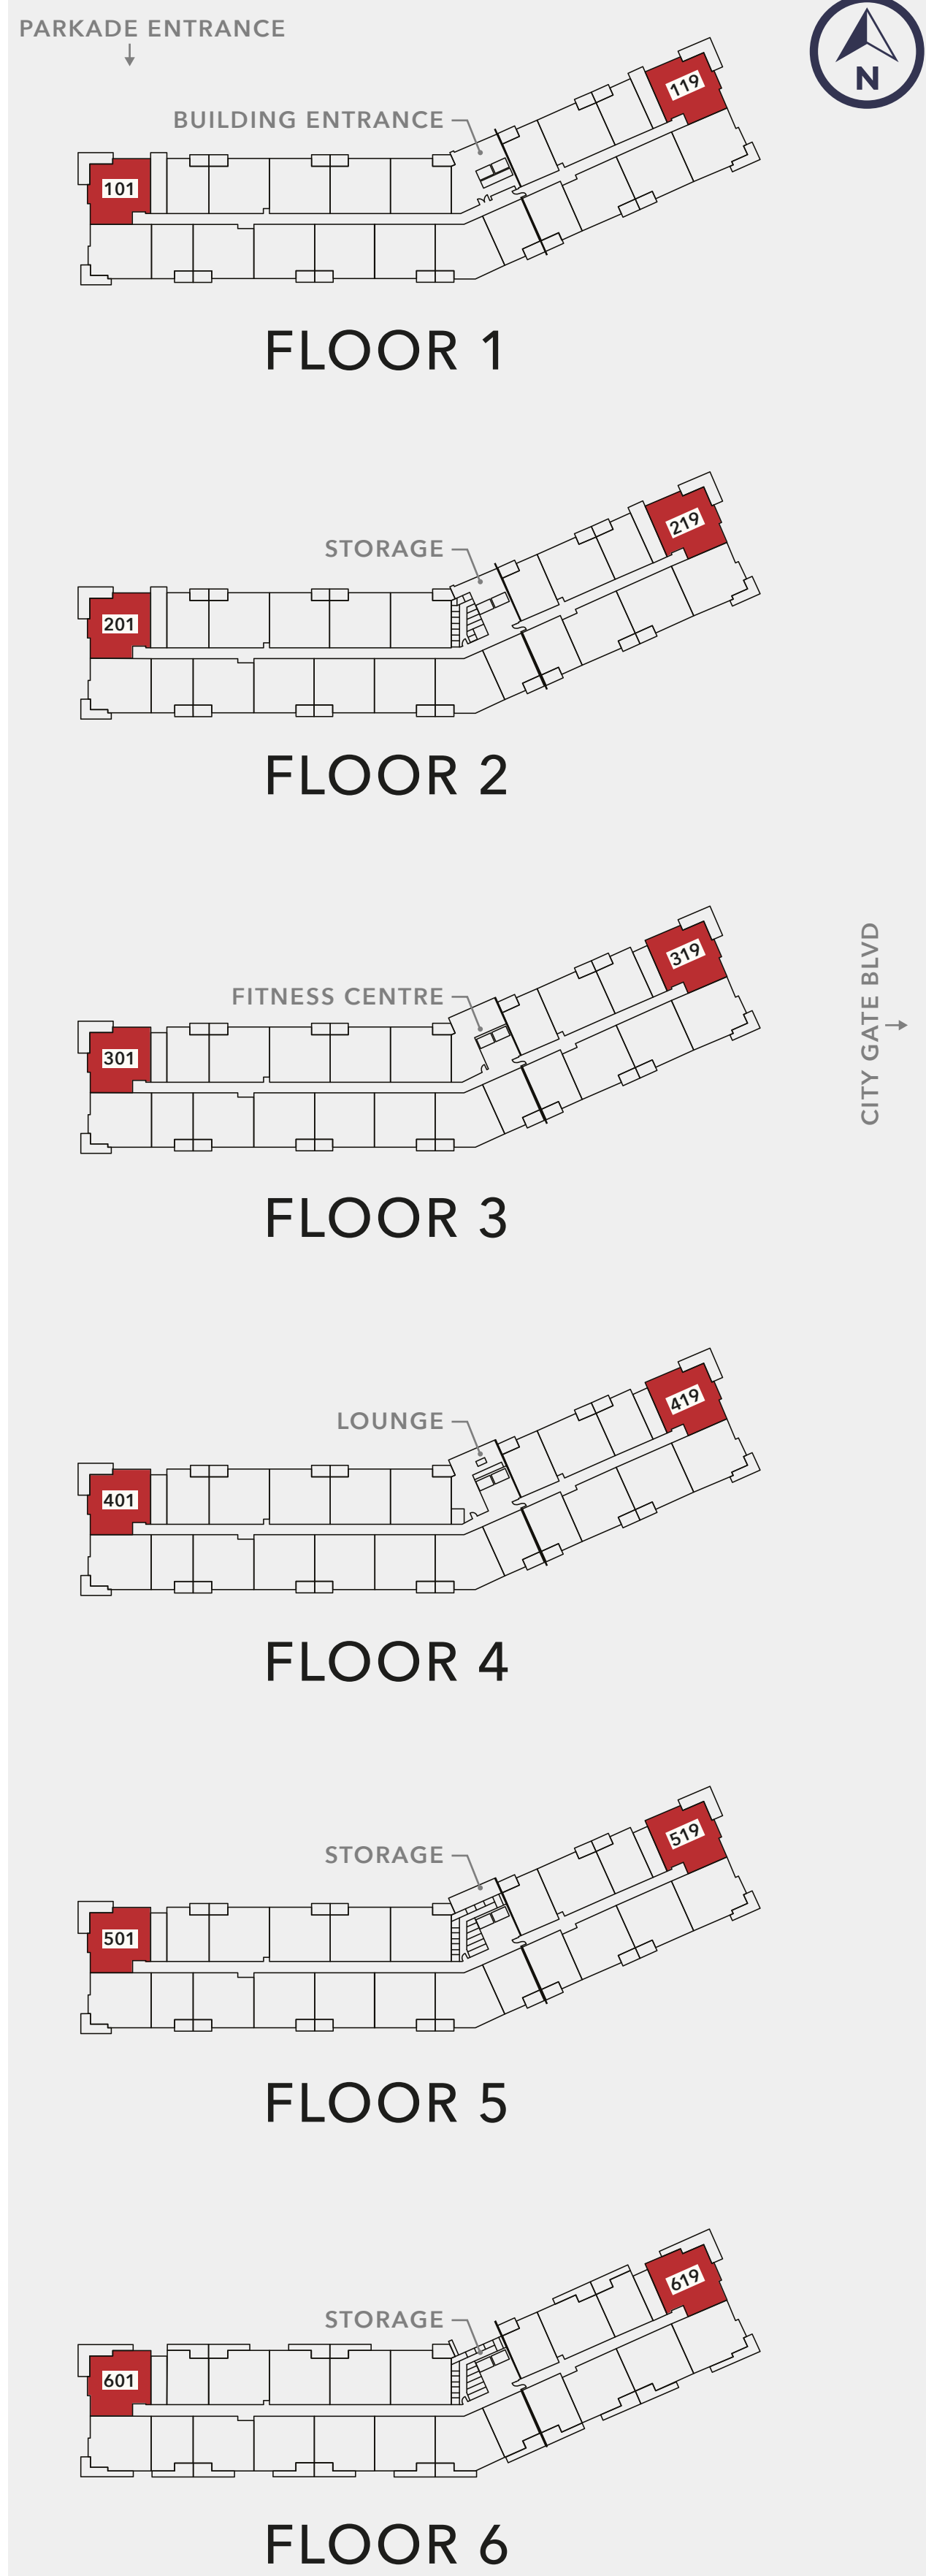 PARKADE ENTRANCE
N
119
BUILDING ENTRANCE
101
FLOOR 1
219
STORAGE
201
FLOOR 2
319
CITY GATE BLVD
FITNESS CENTRE
301
FLOOR 3
419
LOUNGE
401
FLOOR 4
519
STORAGE
501
FLOOR 5
619
STORAGE
601
FLOOR 6